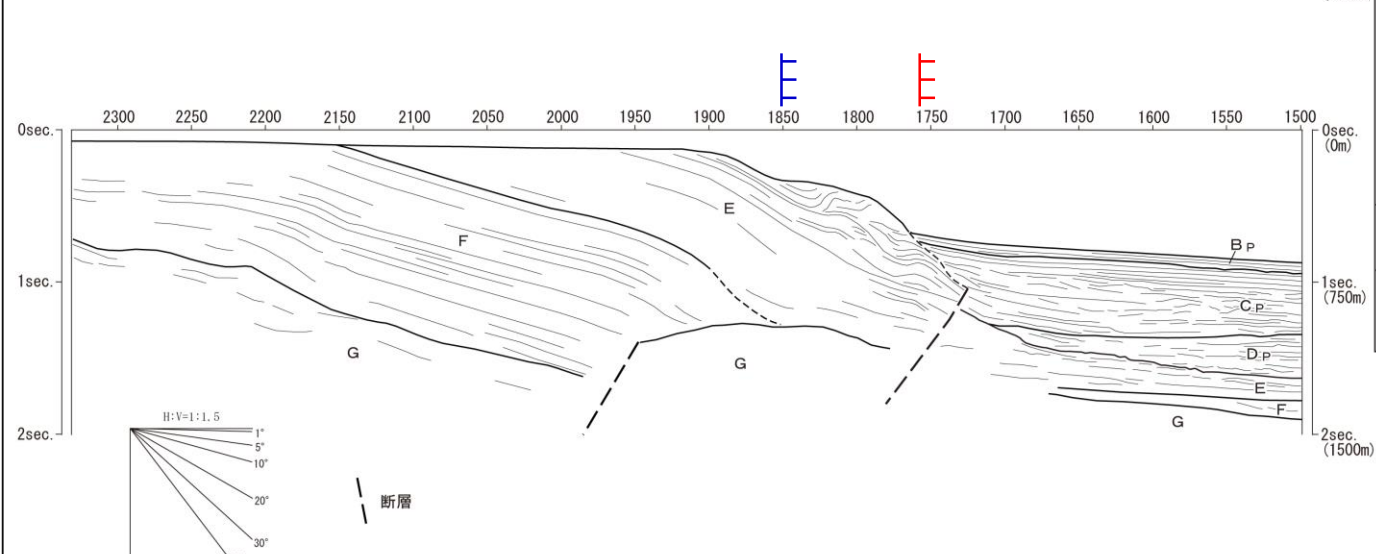 2300 2250 2200 2150 2100 2050 2000 1950 1900 1850 1800 1750 1700 1650 1600 1550 1500
0sec.
0sec.
(0m)
E
F
BP
1sec.
1sec.
(750m)
CP
G
G
DP
E
F
G
H:V=1:1.5
2sec.
2sec.
(1500m)
1°
5°
10°
20°
30°
断層